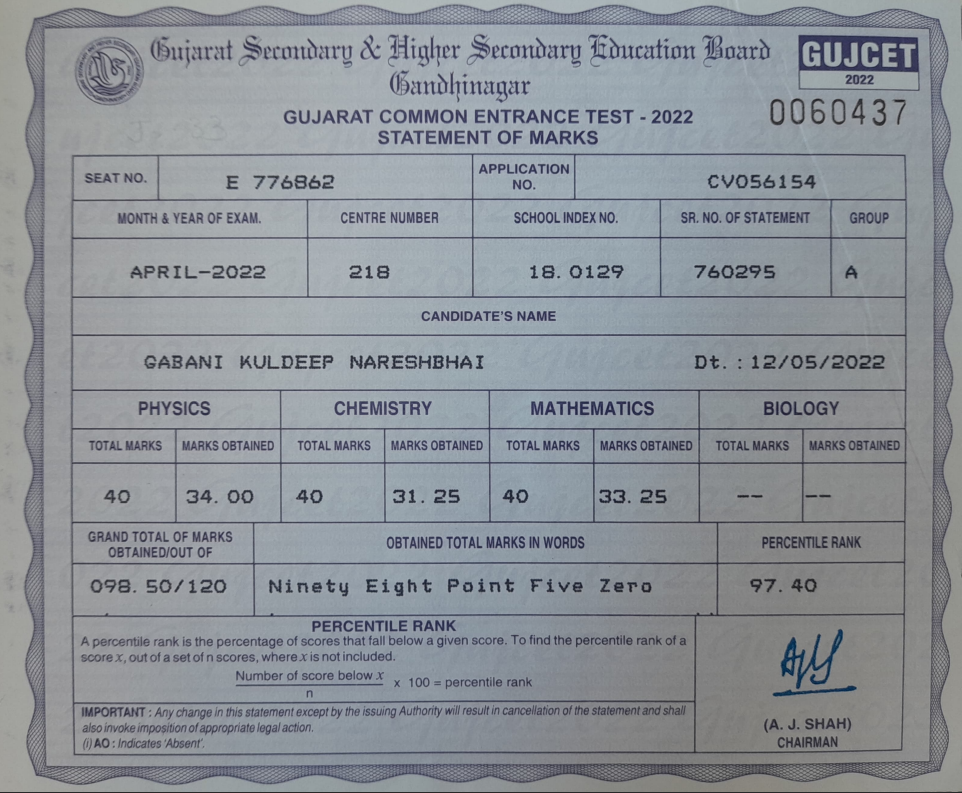 Gujarat Secondary & Higher Secondary Education Board
Gandhinagar
GUJCET
2022
GUJARAT COMMON ENTRANCE TEST - 2022
STATEMENT OF MARKS
0060437
SEAT NO. E 776862 APPLICATION NO. CV056154
MONTH & YEAR OF EXAM. CENTRE NUMBER SCHOOL INDEX NO. SR. NO. OF STATEMENT GROUP
APRIL-2022 218 18.0129 760295 A
CANDIDATE'S NAME
GABANI KULDEEP NARESHBHAI Dt. : 12/05/2022
PHYSICS CHEMISTRY MATHEMATICS BIOLOGY
TOTAL MARKS MARKS OBTAINED TOTAL MARKS MARKS OBTAINED TOTAL MARKS MARKS OBTAINED TOTAL MARKS MARKS OBTAINED
40 34.00 40 31.25 40 33.25 -- --
GRAND TOTAL OF MARKS OBTAINED/OUT OF OBTAINED TOTAL MARKS IN WORDS PERCENTILE RANK
098.50/120 Ninety Eight Point Five Zero 97.40
PERCENTILE RANK
A percentile rank is the percentage of scores that fall below a given score. To find the percentile rank of a
score x, out of a set of n scores, where x is not included.
Number of score below x
n
x 100 = percentile rank
IMPORTANT : Any change in this statement except by the issuing Authority will result in cancellation of the statement and shall
also invoke imposition of appropriate legal action.
(i) AO : Indicates 'Absent'.
(A. J. SHAH)
CHAIRMAN